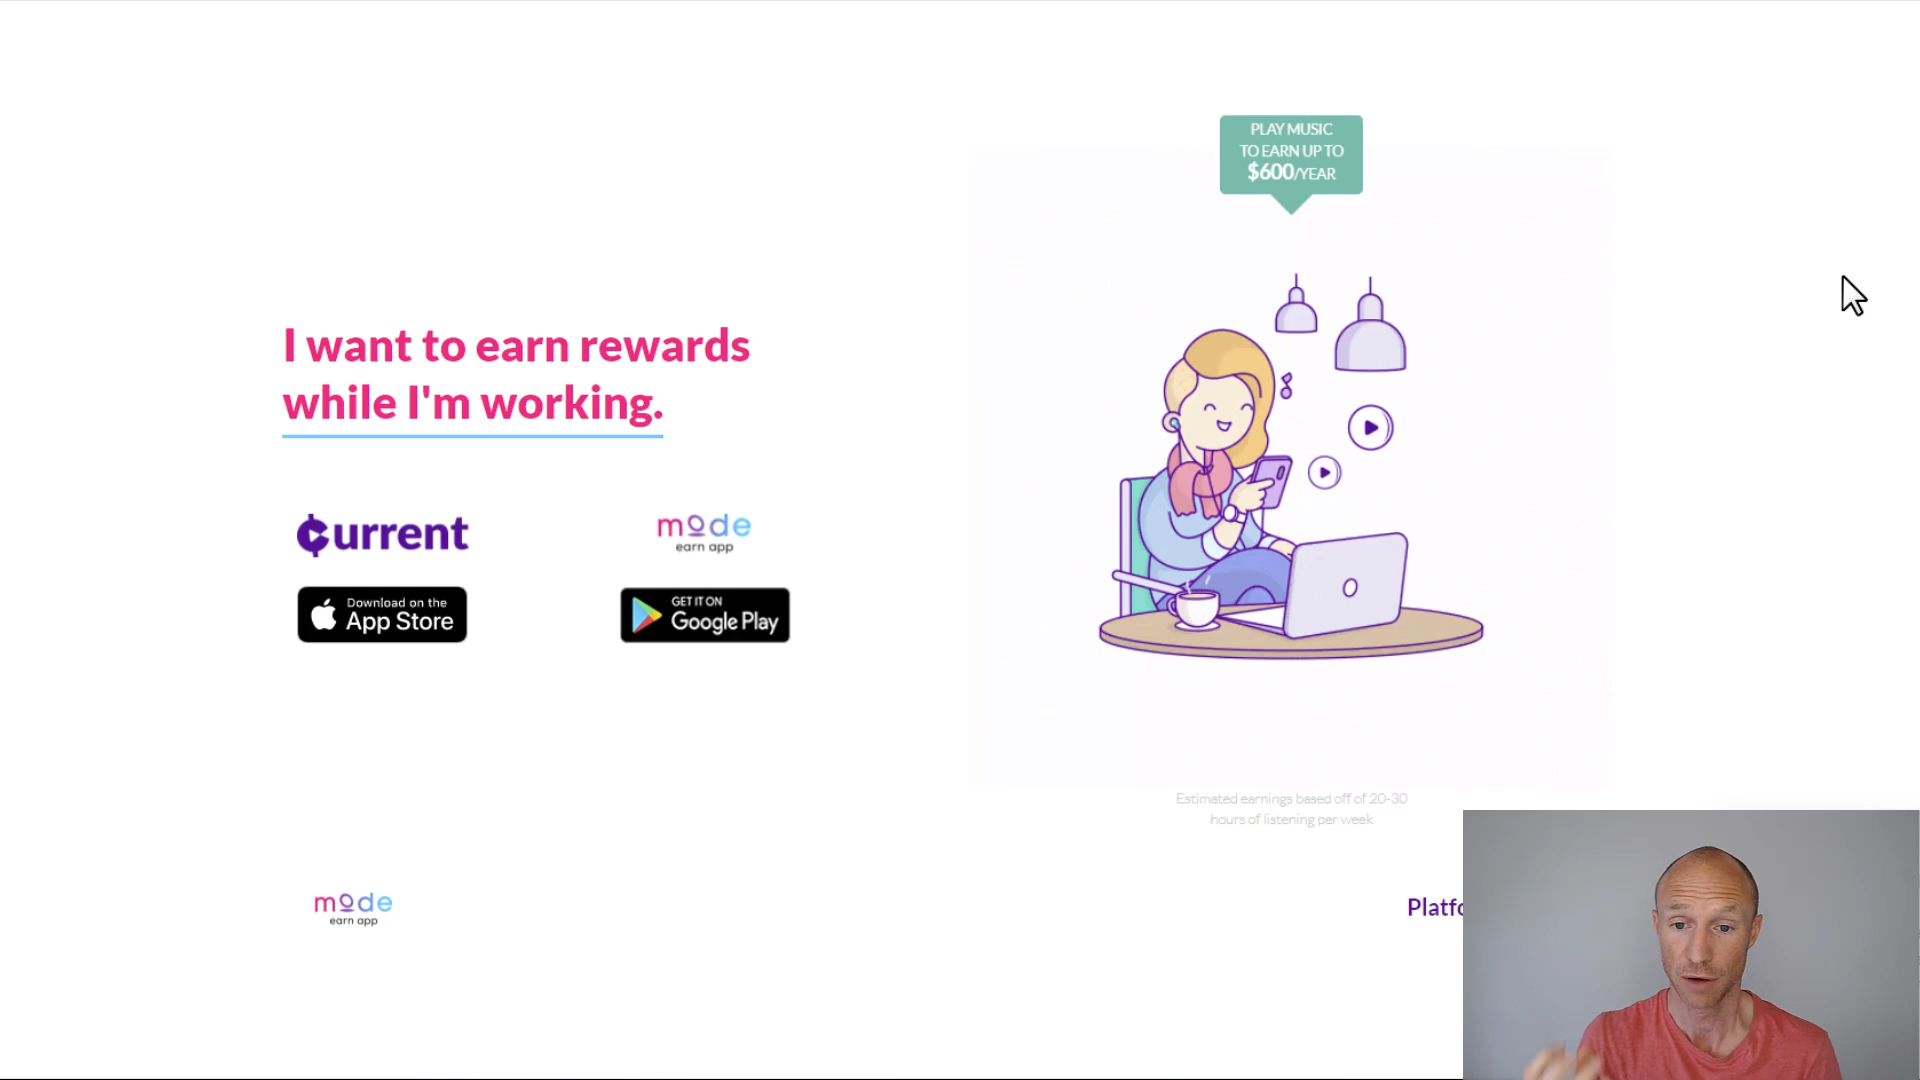 PLAY MUSIC
TO EARN UP TO
$600/YEAR
I want to earn rewards
while I'm working.
Current
mode
earn app
Download on the
App Store
GET IT ON
Google Play
Estimated earnings based off of 20-30
hours of listening per week
mode
earn app
Platfo